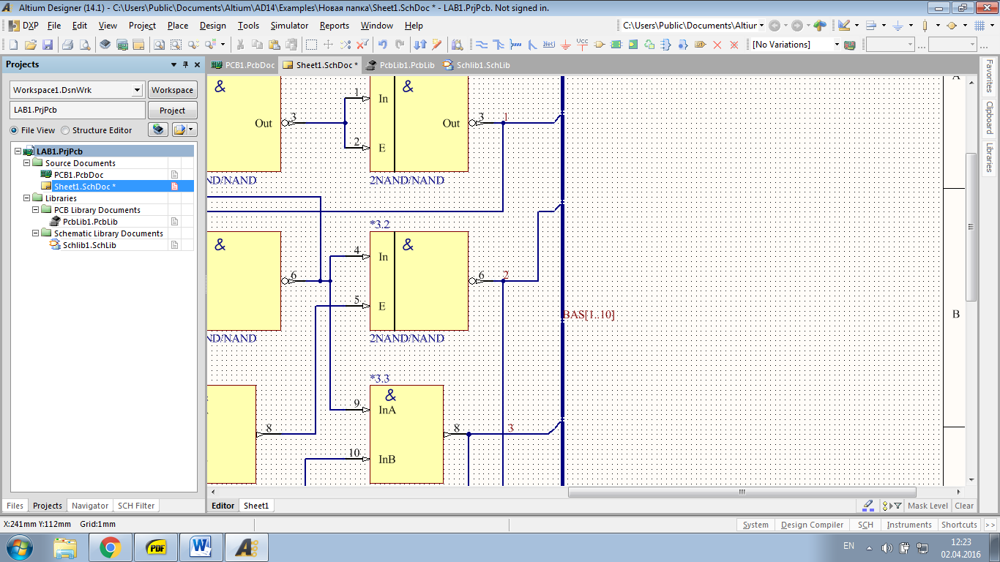 Altium Designer (14.1) - C:\Users\Public\Documents\Altium\AD14\Examples\Новая папка\Sheet1.SchDoc * - LAB1.PrjPcb. Not signed in.
DXP File Edit View Project Place Design Tools Simulator Reports Window Help C:\Users\Public\Documents\Altiur
Net) Vcc [No Variations]
Projects
PCB1.PcbDoc Sheet1.SchDoc * PcbLib1.PcbLib Schlib1.SchLib
Workspace1.DsnWrk Workspace
LAB1.PrjPcb Project
File View Structure Editor
LAB1.PrjPcb
Source Documents
PCB1.PcbDoc
Sheet1.SchDoc *
Libraries
PCB Library Documents
PcbLib1.PcbLib
Schematic Library Documents
Schlib1.SchLib
& &
1 In
Out 3 Out 3 1
2 E
ND/NAND 2NAND/NAND
*3.2
& &
4 In
6 6 2
5 E
BAS[1..10]
ND/NAND 2NAND/NAND
*3.3
&
9 InA
8 8 3
10 InB
A
B
Favorites
Clipboard
Libraries
Files Projects Navigator SCH Filter
Editor Sheet1 Mask Level Clear
X:241mm Y:112mm Grid:1mm System Design Compiler SCH Instruments Shortcuts >>
PDF EN 12:23
02.04.2016